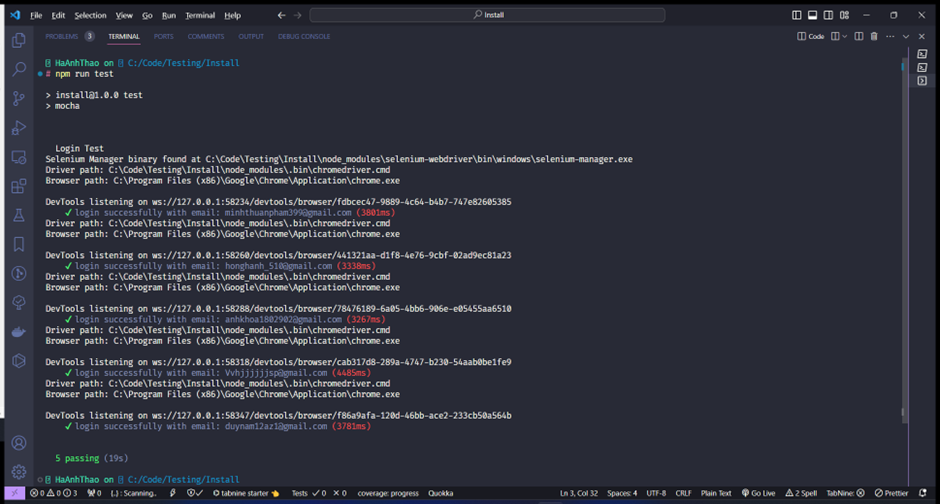 File Edit Selection View Go Run Terminal Help
Install
PROBLEMS 3 TERMINAL PORTS COMMENTS OUTPUT DEBUG CONSOLE
Code
HaAnhThao on C:/Code/Testing/Install
# npm run test
> install@1.0.0 test
> mocha
Login Test
Selenium Manager binary found at C:\Code\Testing\Install\node_modules\selenium-webdriver\bin\windows\selenium-manager.exe
Driver path: C:\Code\Testing\Install\node_modules\.bin\chromedriver.cmd
Browser path: C:\Program Files (x86)\Google\Chrome\Application\chrome.exe
DevTools listening on ws://127.0.0.1:58234/devtools/browser/fdbcec47-9889-4c64-b4b7-747e82605385
✓ login successfully with email: minhthuanpham399@gmail.com (3801ms)
Driver path: C:\Code\Testing\Install\node_modules\.bin\chromedriver.cmd
Browser path: C:\Program Files (x86)\Google\Chrome\Application\chrome.exe
DevTools listening on ws://127.0.0.1:58260/devtools/browser/441321aa-d1f8-4e76-9cbf-02ad9ec81a23
✓ login successfully with email: honghanh_510@gmail.com (3338ms)
Driver path: C:\Code\Testing\Install\node_modules\.bin\chromedriver.cmd
Browser path: C:\Program Files (x86)\Google\Chrome\Application\chrome.exe
DevTools listening on ws://127.0.0.1:58288/devtools/browser/78476189-6a05-4bb6-906e-e05455aa6510
✓ login successfully with email: anhkhoa1802902@gmail.com (3267ms)
Driver path: C:\Code\Testing\Install\node_modules\.bin\chromedriver.cmd
Browser path: C:\Program Files (x86)\Google\Chrome\Application\chrome.exe
DevTools listening on ws://127.0.0.1:58318/devtools/browser/cab317d8-289a-4747-b230-54aab0be1fe9
✓ login successfully with email: Vvhjjjjjjsp@gmail.com (4485ms)
Driver path: C:\Code\Testing\Install\node_modules\.bin\chromedriver.cmd
Browser path: C:\Program Files (x86)\Google\Chrome\Application\chrome.exe
DevTools listening on ws://127.0.0.1:58347/devtools/browser/f86a9afa-120d-46bb-ace2-233cb50a564b
✓ login successfully with email: duynam12az1@gmail.com (3781ms)
5 passing (19s)
HaAnhThao on C:/Code/Testing/Install
0 0 3 0 {..} : Scanning.. tabnine starter Tests 0 0 coverage: progress Quokka Ln 3, Col 32 Spaces: 4 UTF-8 CRLF Plain Text Go Live 2 Spell TabNine: Prettier